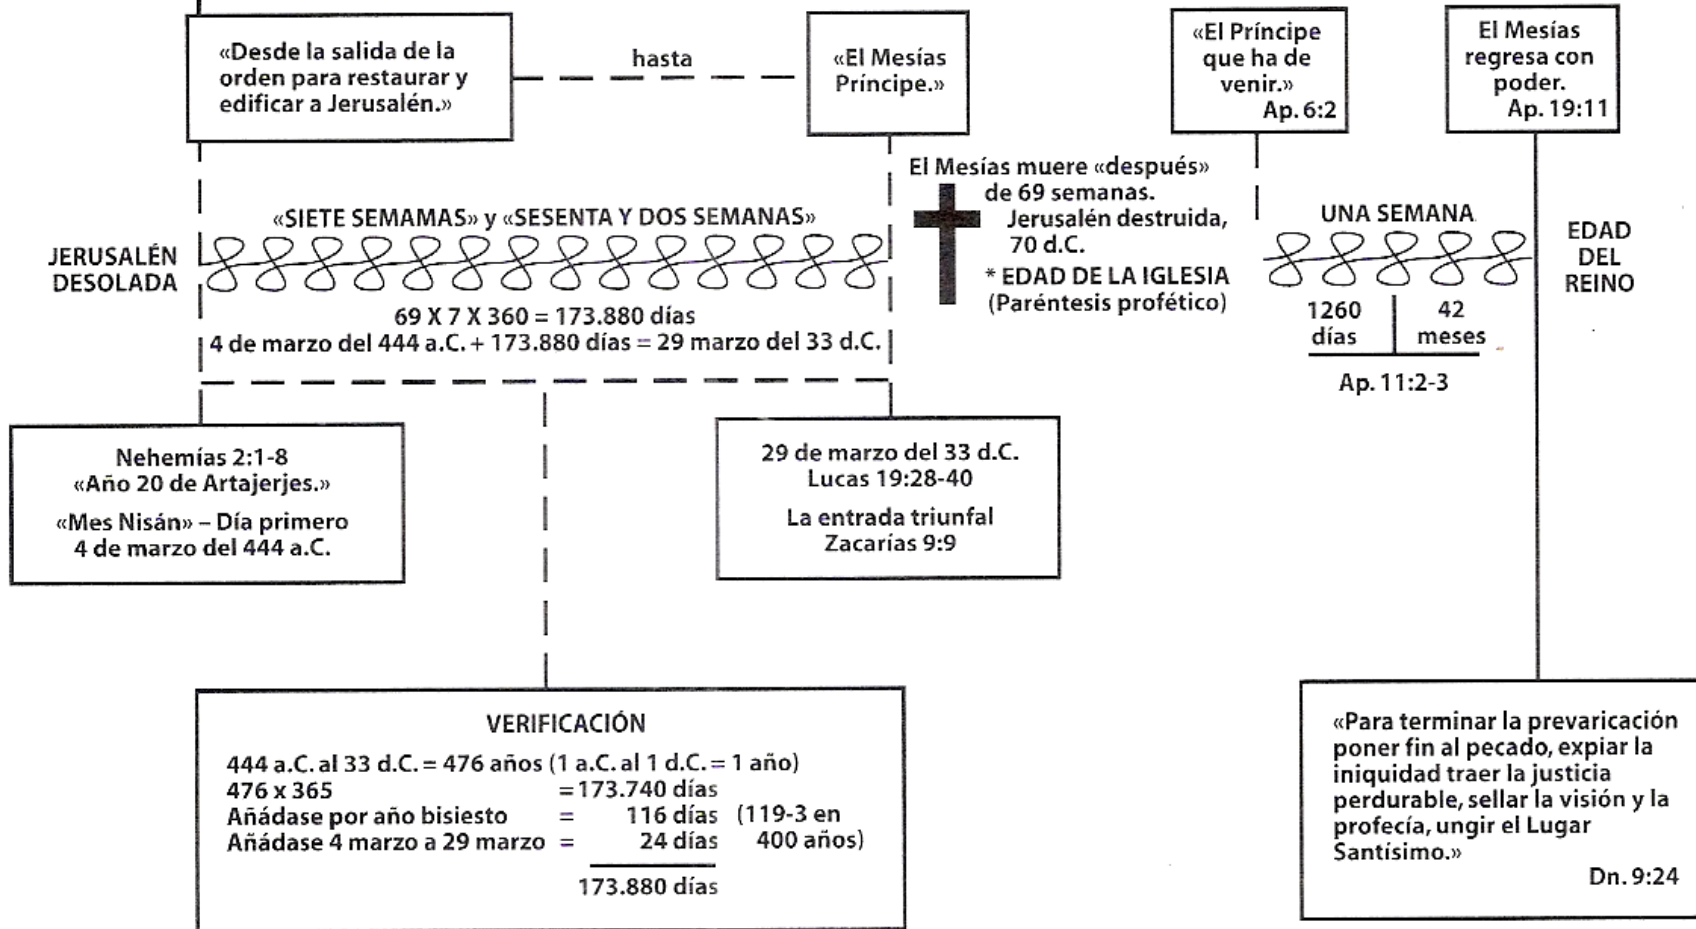 «Desde la salida de la
orden para restaurar y
edificar a Jerusalén.»
hasta
«El Mesías
Príncipe.»
«El Príncipe
que ha de
venir.»
Ap. 6:2
El Mesías
regresa con
poder.
Ap. 19:11
El Mesías muere «después»
de 69 semanas.
Jerusalén destruida,
70 d.C.
* EDAD DE LA IGLESIA
(Paréntesis profético)
JERUSALÉN
DESOLADA
«SIETE SEMAMAS» y «SESENTA Y DOS SEMANAS»
69 X 7 X 360 = 173.880 días
4 de marzo del 444 a.C. + 173.880 días = 29 marzo del 33 d.C.
UNA SEMANA
1260
días
42
meses
Ap. 11:2-3
EDAD
DEL
REINO
Nehemías 2:1-8
«Año 20 de Artajerjes.»
«Mes Nisán» – Día primero
4 de marzo del 444 a.C.
29 de marzo del 33 d.C.
Lucas 19:28-40
La entrada triunfal
Zacarías 9:9
VERIFICACIÓN
444 a.C. al 33 d.C. = 476 años (1 a.C. al 1 d.C. = 1 año)
476 x 365 = 173.740 días
Añádase por año bisiesto = 116 días (119-3 en
Añádase 4 marzo a 29 marzo = 24 días 400 años)
173.880 días
«Para terminar la prevaricación
poner fin al pecado, expiar la
iniquidad traer la justicia
perdurable, sellar la visión y la
profecía, ungir el Lugar
Santísimo.»
Dn. 9:24